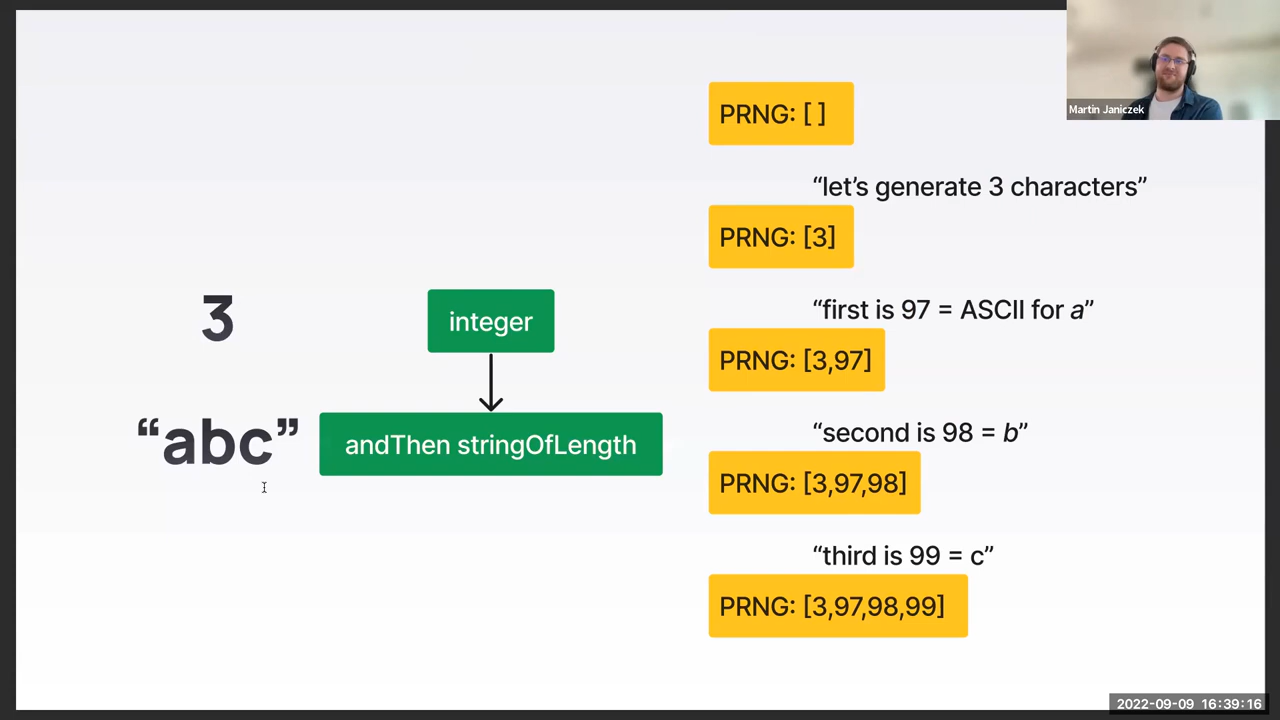 PRNG: [ ]
Martin Janiczek
“let’s generate 3 characters”
PRNG: [3]
“first is 97 = ASCII for a”
3
integer
PRNG: [3,97]
“second is 98 = b”
“abc”
andThen stringOfLength
PRNG: [3,97,98]
“third is 99 = c”
PRNG: [3,97,98,99]
2022-09-09 16:39:16